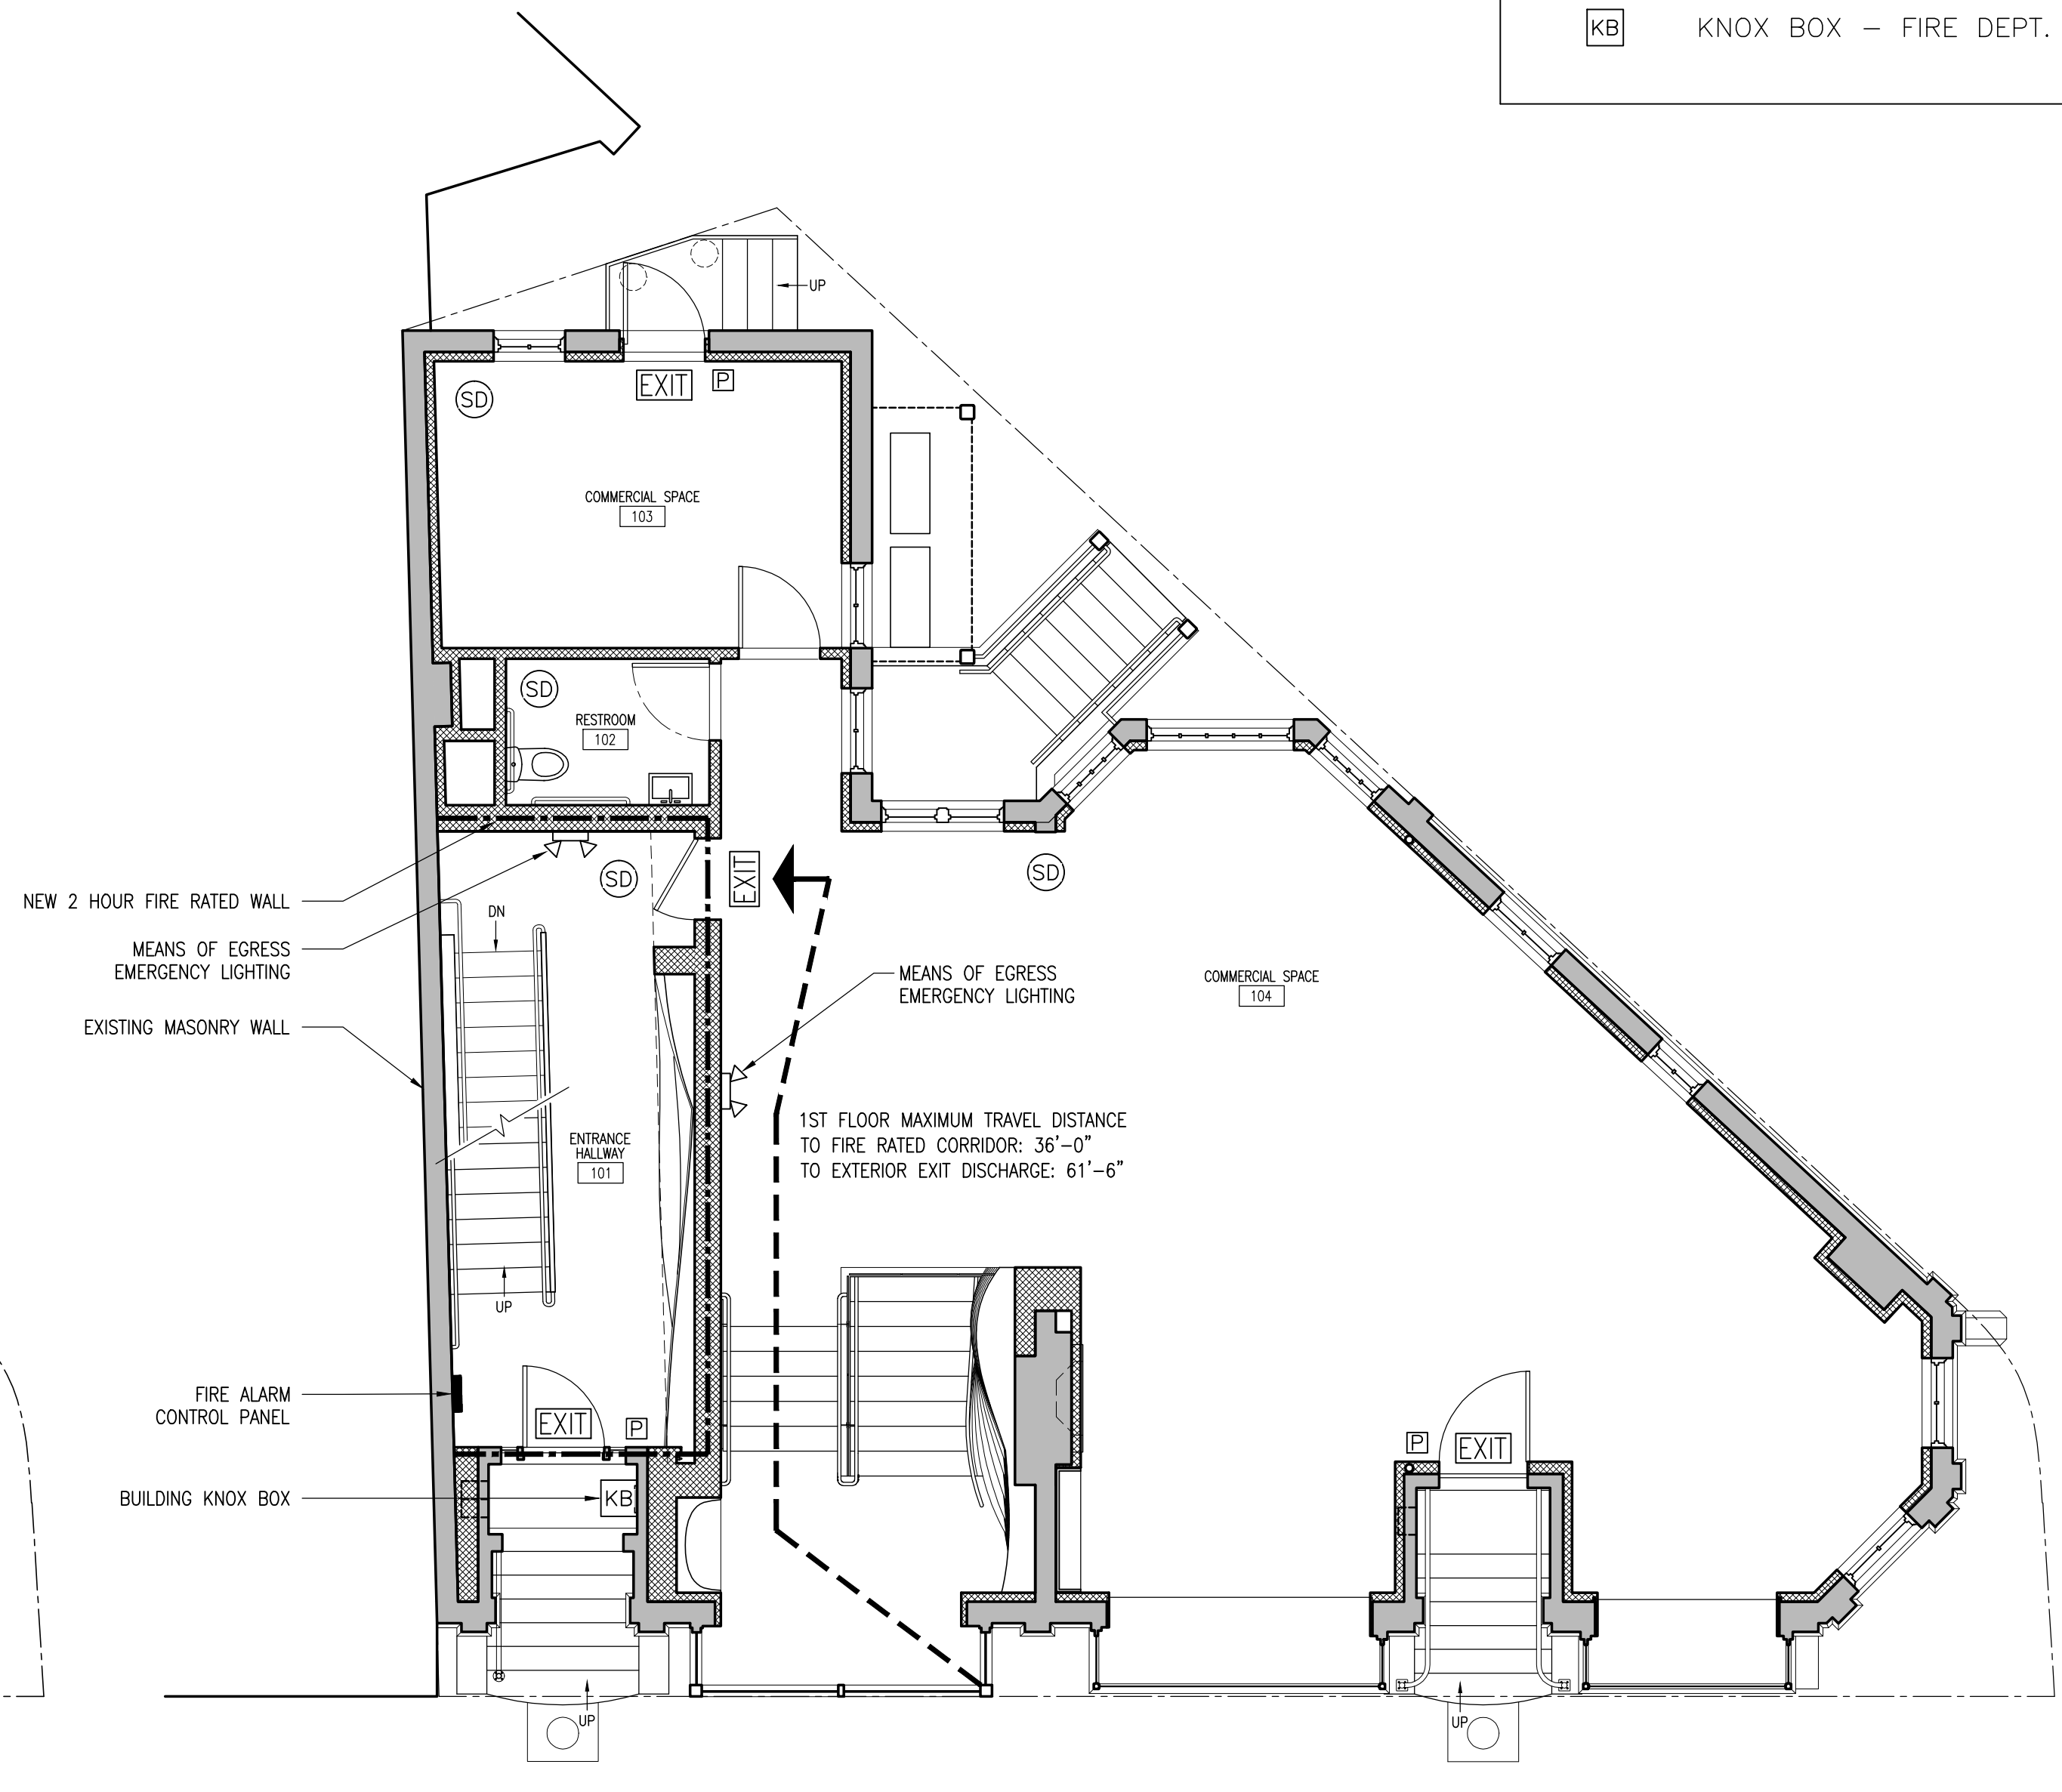 KB KNOX BOX – FIRE DEPT.
UP
EXIT P
SD
COMMERCIAL SPACE
103
SD
RESTROOM
102
SD
EXIT
SD
NEW 2 HOUR FIRE RATED WALL
DN
MEANS OF EGRESS
EMERGENCY LIGHTING
MEANS OF EGRESS
EMERGENCY LIGHTING
COMMERCIAL SPACE
104
EXISTING MASONRY WALL
1ST FLOOR MAXIMUM TRAVEL DISTANCE
TO FIRE RATED CORRIDOR: 36'–0"
TO EXTERIOR EXIT DISCHARGE: 61'–6"
ENTRANCE
HALLWAY
101
UP
FIRE ALARM
CONTROL PANEL
EXIT P
P EXIT
BUILDING KNOX BOX
KB
UP
UP